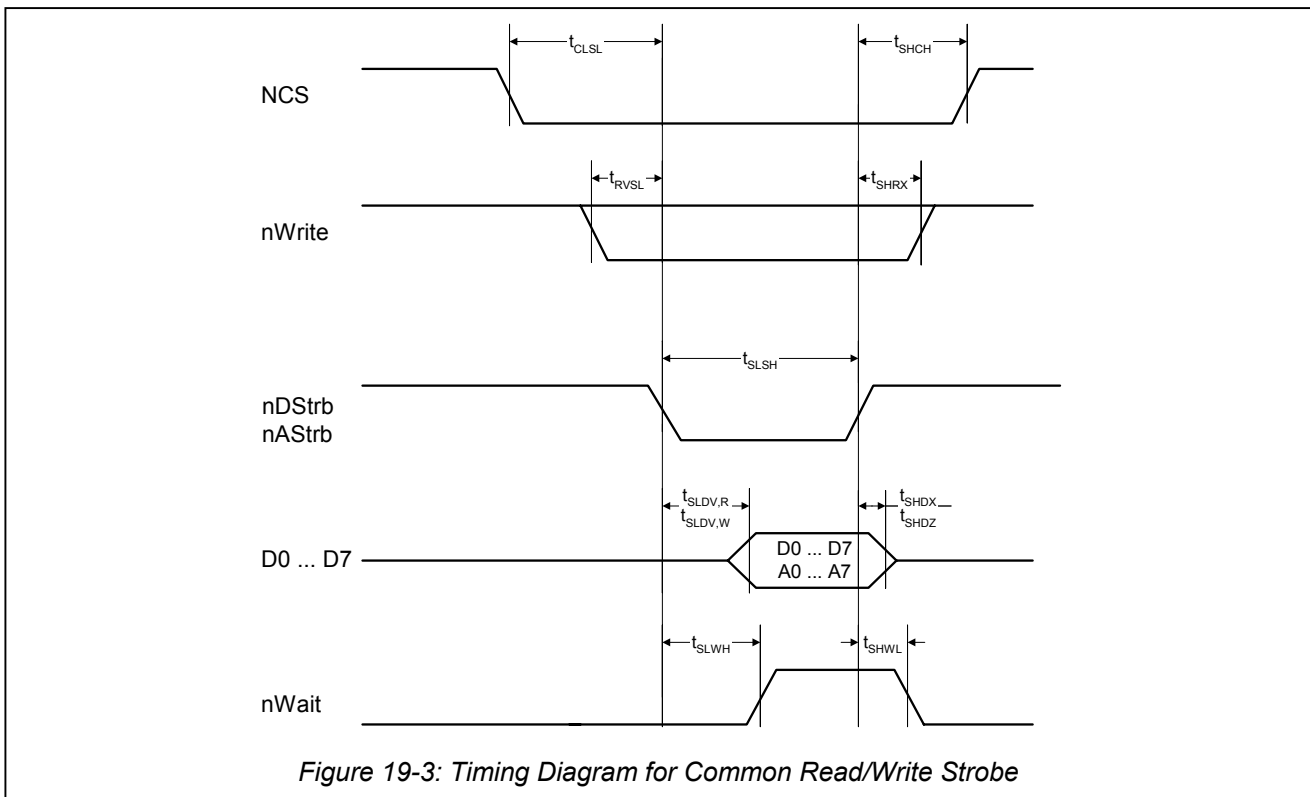 tCLSL
tSHCH
NCS
tRVSL
tSHRX
nWrite
tSLSH
nDStrb
nAStrb
tSLDV,R
tSLDV,W
tSHDX
tSHDZ
D0 ... D7
D0 ... D7
A0 ... A7
tSLWH
tSHWL
nWait
Figure 19-3: Timing Diagram for Common Read/Write Strobe